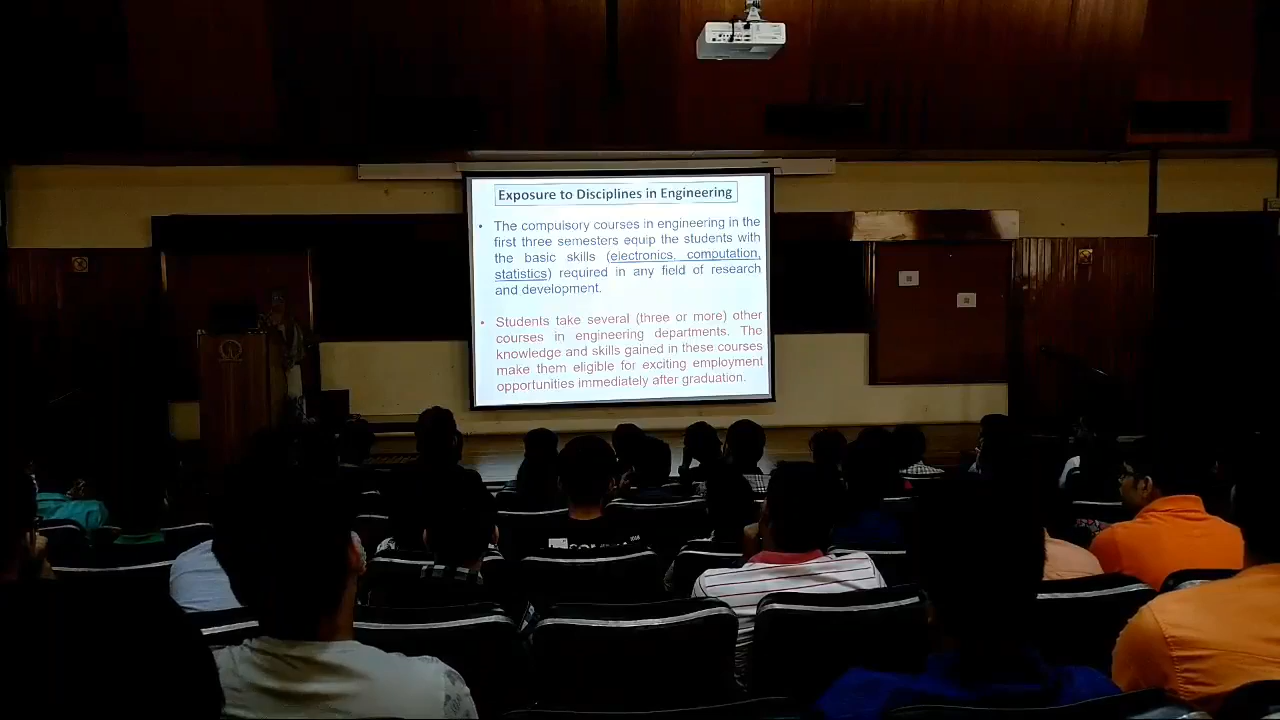 Exposure to Disciplines in Engineering
• The compulsory courses in engineering in the
first three semesters equip the students with
the basic skills (electronics, computation,
statistics) required in any field of research
and development.
• Students take several (three or more) other
courses in engineering departments. The
knowledge and skills gained in these courses
make them eligible for exciting employment
opportunities immediately after graduation.